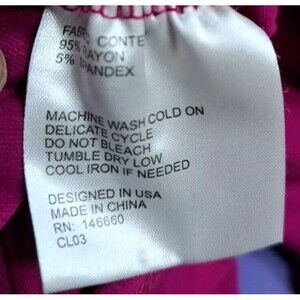 FABRIC CONTE
95% RAYON
5% SPANDEX
MACHINE WASH COLD ON
DELICATE CYCLE
DO NOT BLEACH
TUMBLE DRY LOW
COOL IRON IF NEEDED
DESIGNED IN USA
MADE IN CHINA
RN: 146660
CL03